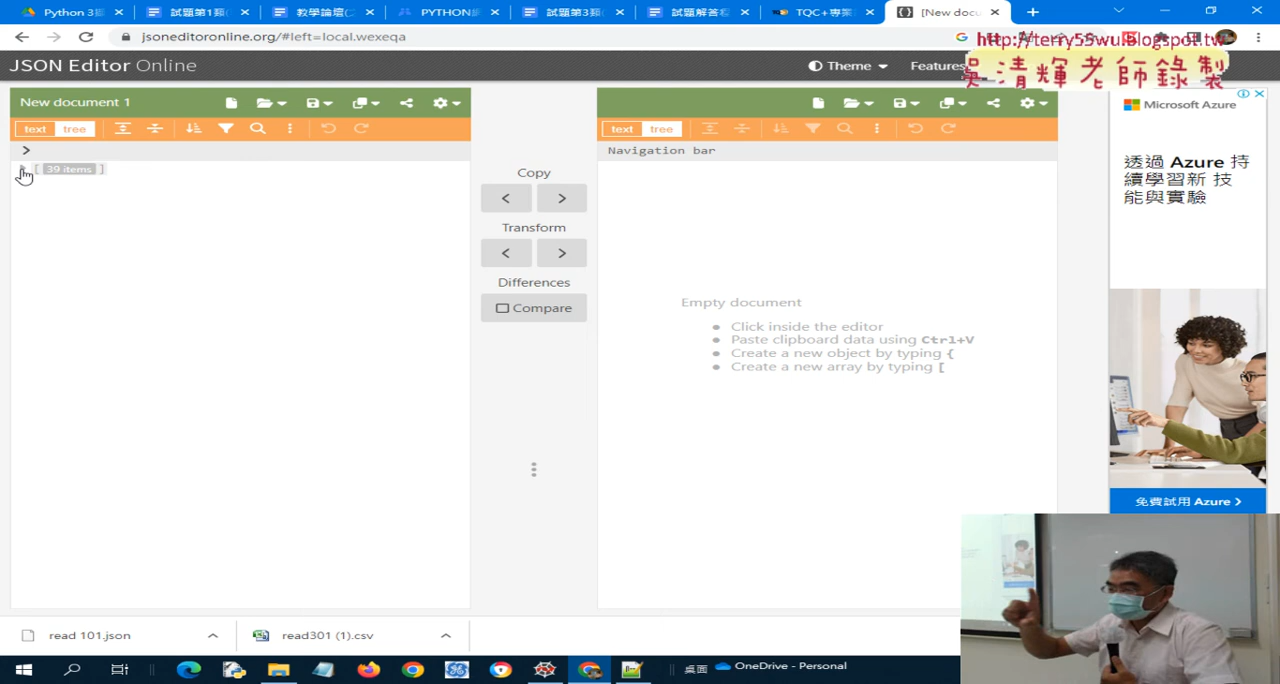 Python 3
試題第1類
教學論壇(
PYTHON
試題第3類
試題解答
TQC+專業
[New docu
jsoneditoronline.org/#left=local.wexeqa
http://terry55wu.blogspot.tw
吳清輝老師錄製
JSON Editor Online
Theme
Features
New document 1
text tree
text tree
Navigation bar
[ 39 items ]
Copy
< >
Transform
< >
Differences
Compare
Empty document
Click inside the editor
Paste clipboard data using Ctrl+V
Create a new object by typing {
Create a new array by typing [
Microsoft Azure
透過 Azure 持
續學習新 技
能與實驗
免費試用 Azure >
read 101.json
read301 (1).csv
桌面
OneDrive - Personal